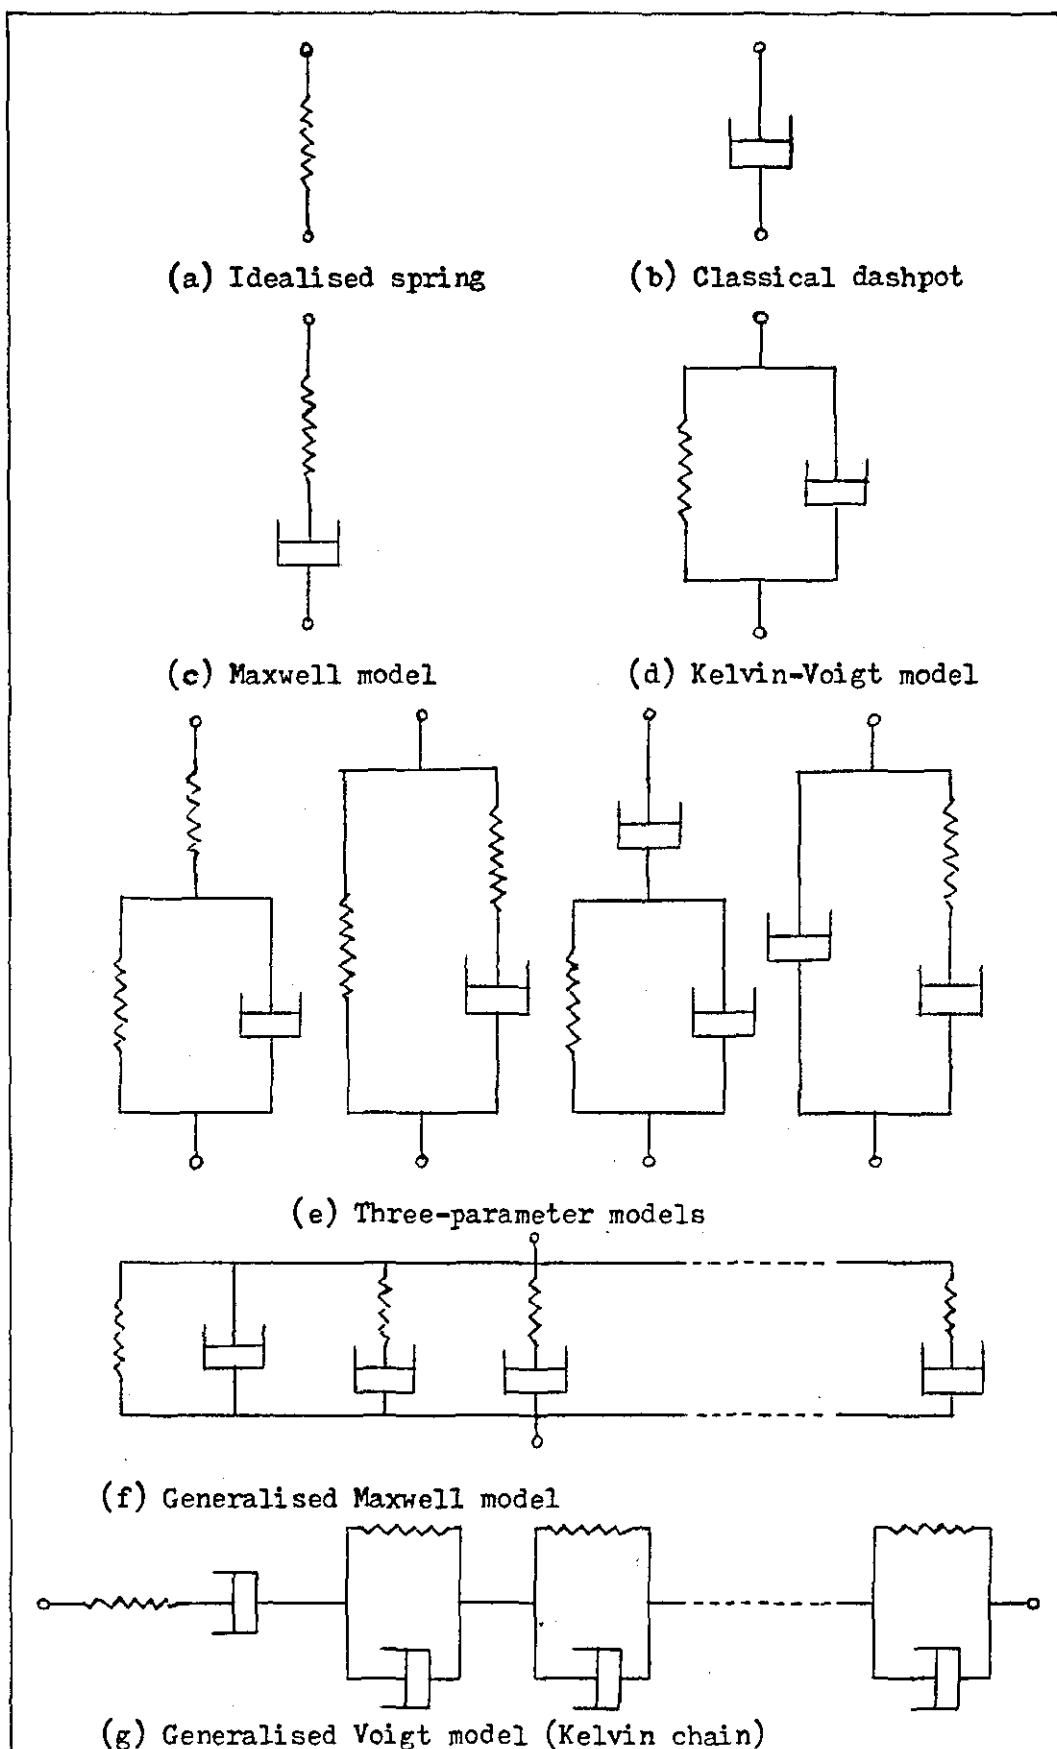 (a) Idealised spring
(b) Classical dashpot
(c) Maxwell model
(d) Kelvin-Voigt model
(e) Three-parameter models
(f) Generalised Maxwell model
(g) Generalised Voigt model (Kelvin chain)